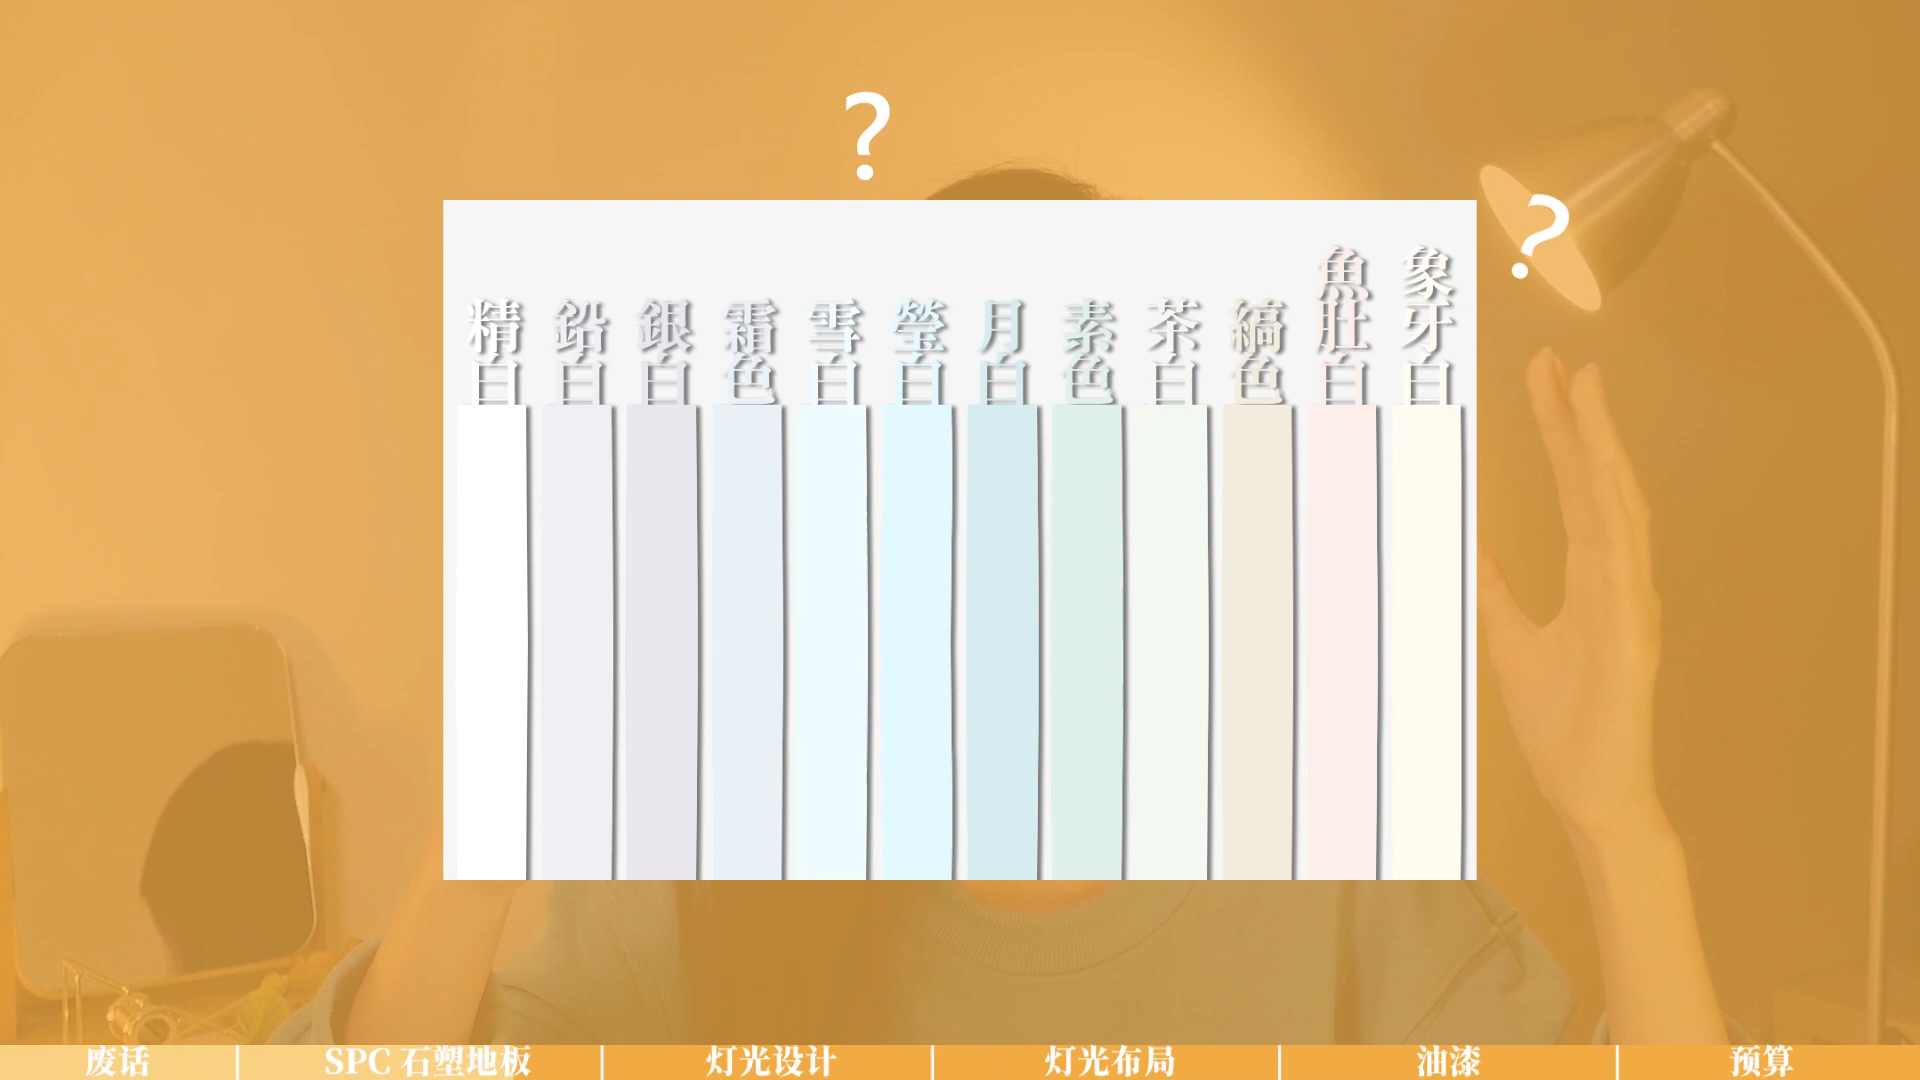 ?
?
精白
鉛白
銀白
霜色
雪白
瑩白
月白
素色
茶白
縞色
魚肚白
象牙白
废话
SPC 石塑地板
灯光设计
灯光布局
油漆
预算